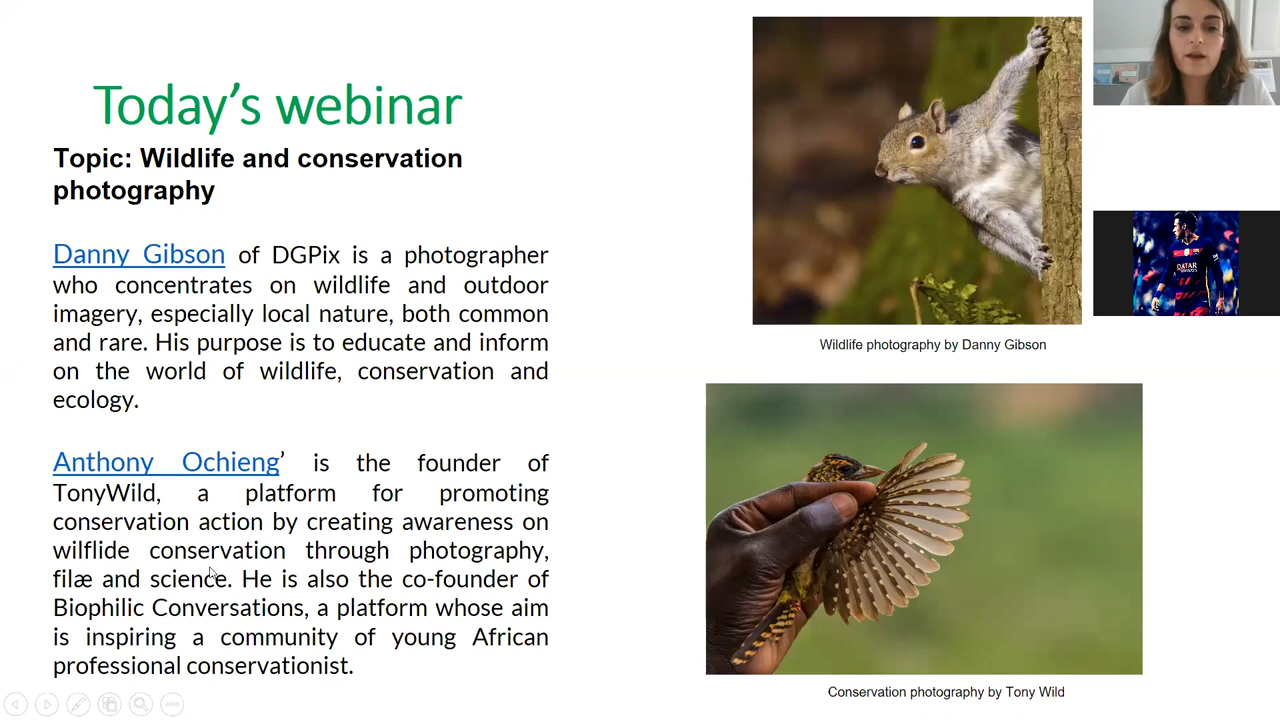 Today's webinar
Topic: Wildlife and conservation
photography
Danny Gibson of DGPix is a photographer
who concentrates on wildlife and outdoor
imagery, especially local nature, both common
and rare. His purpose is to educate and inform
on the world of wildlife, conservation and
ecology.
Anthony Ochieng’ is the founder of
TonyWild, a platform for promoting
conservation action by creating awareness on
wilflide conservation through photography,
filæ and science. He is also the co-founder of
Biophilic Conversations, a platform whose aim
is inspiring a community of young African
professional conservationist.
Wildlife photography by Danny Gibson
QATAR
AIRWAYS
Conservation photography by Tony Wild